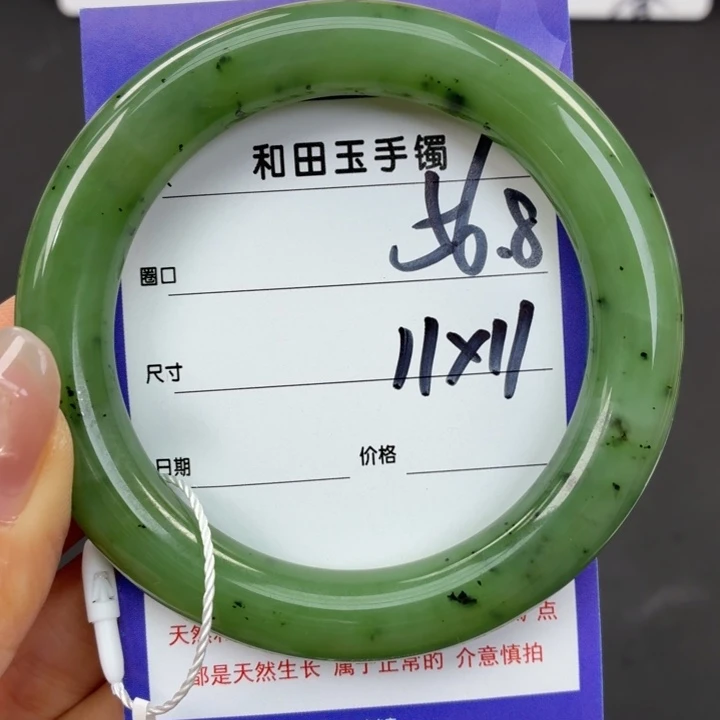 和田玉手镯
圈口 56.8
尺寸 11X11
日期 价格
天然 点
都是天然生长 属于正常的 介意慎拍